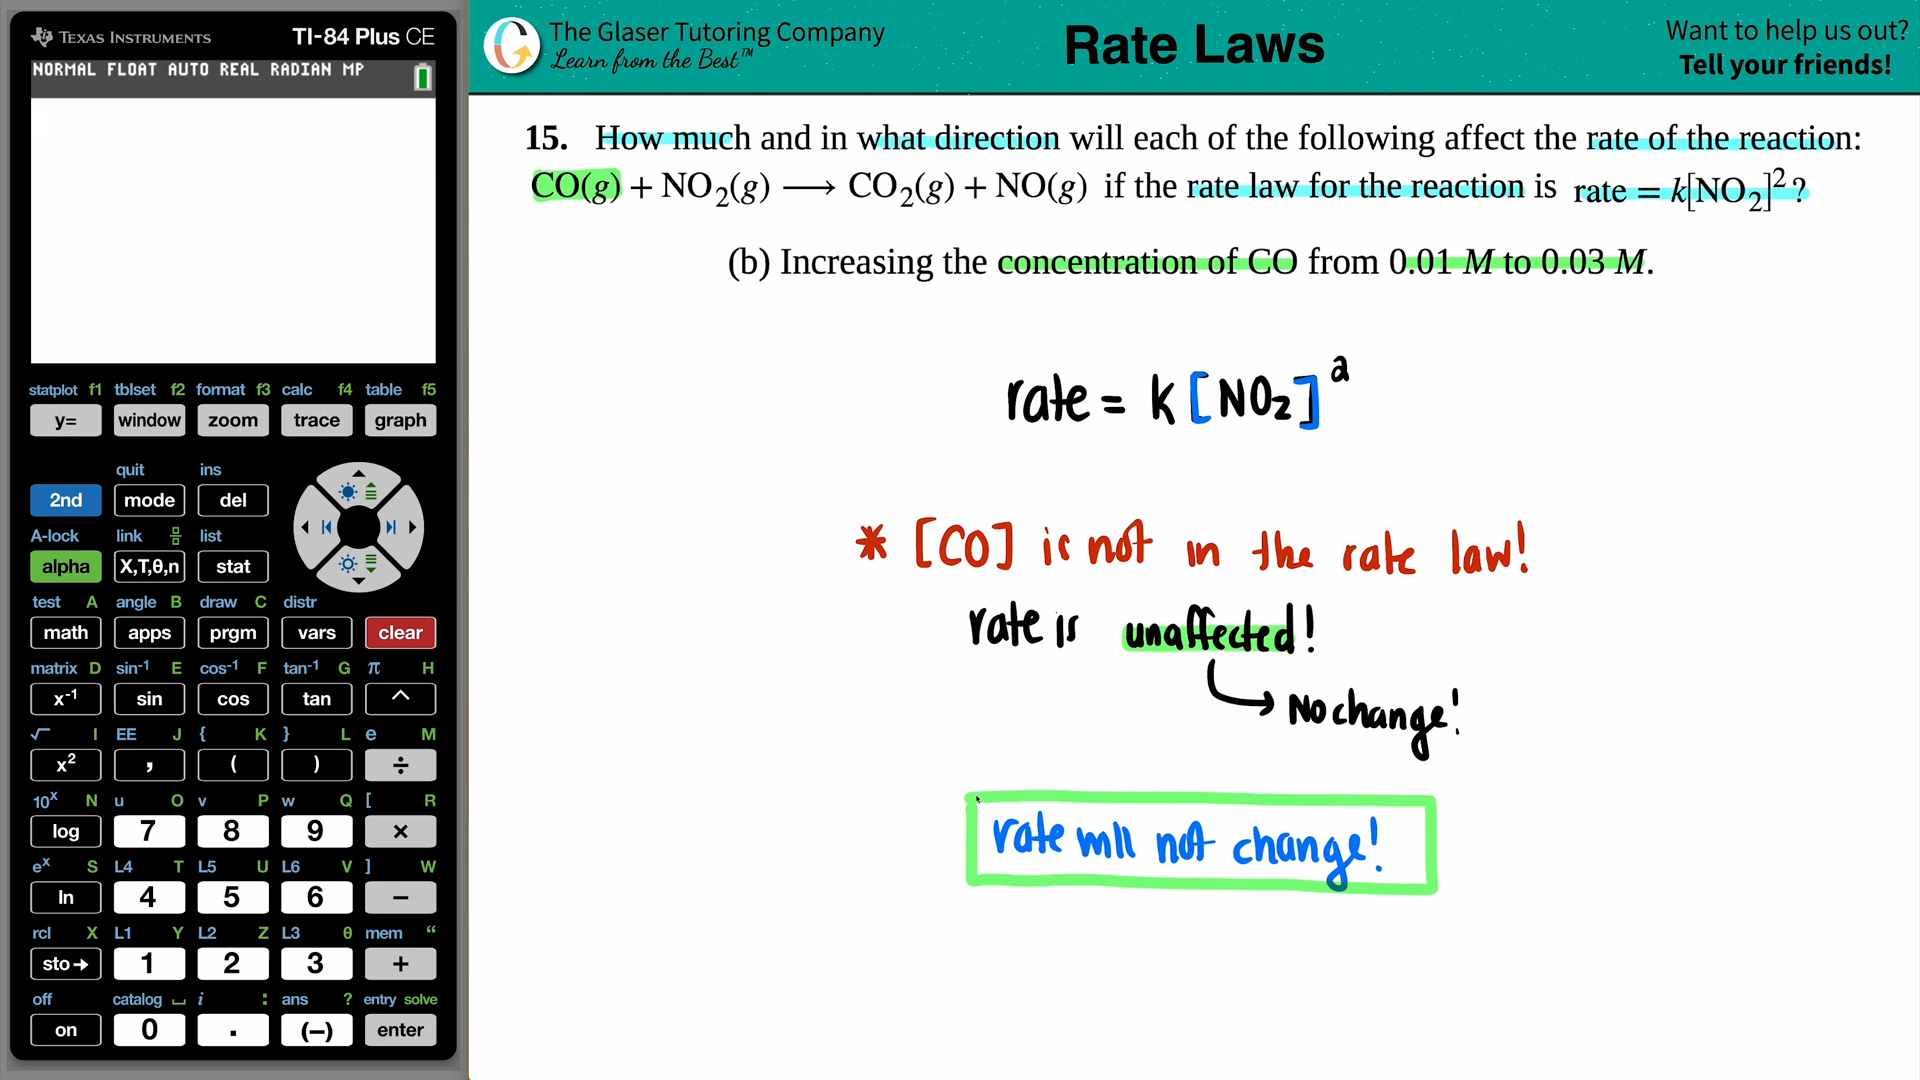 TEXAS INSTRUMENTS TI-84 Plus CE
NORMAL FLOAT AUTO REAL RADIAN MP
statplot f1 tblset f2 format f3 calc f4 table f5
y= window zoom trace graph
quit ins
2nd mode del
A-lock link list
alpha X,T,θ,n stat
test A angle B draw C distr
math apps prgm vars clear
matrix D sin⁻¹ E cos⁻¹ F tan⁻¹ G π H
x⁻¹ sin cos tan ^
√ I EE J { K } L e M
x² , ( ) ÷
10ˣ N u O v P w Q [ R
log 7 8 9 ×
eˣ S L4 T L5 U L6 V ] W
ln 4 5 6 −
rcl X L1 Y L2 Z L3 θ mem “
sto→ 1 2 3 +
off catalog ⎵ i : ans ? entry solve
on 0 . (−) enter
The Glaser Tutoring Company
Learn from the Best™
Rate Laws
Want to help us out?
Tell your friends!
15. How much and in what direction will each of the following affect the rate of the reaction:
CO(g) + NO₂(g) ⟶ CO₂(g) + NO(g) if the rate law for the reaction is rate = k[NO₂]²?
(b) Increasing the concentration of CO from 0.01 M to 0.03 M.
rate = k [NO₂]²
* [CO] is not in the rate law!
rate is unaffected!
→ No change!
rate will not change!